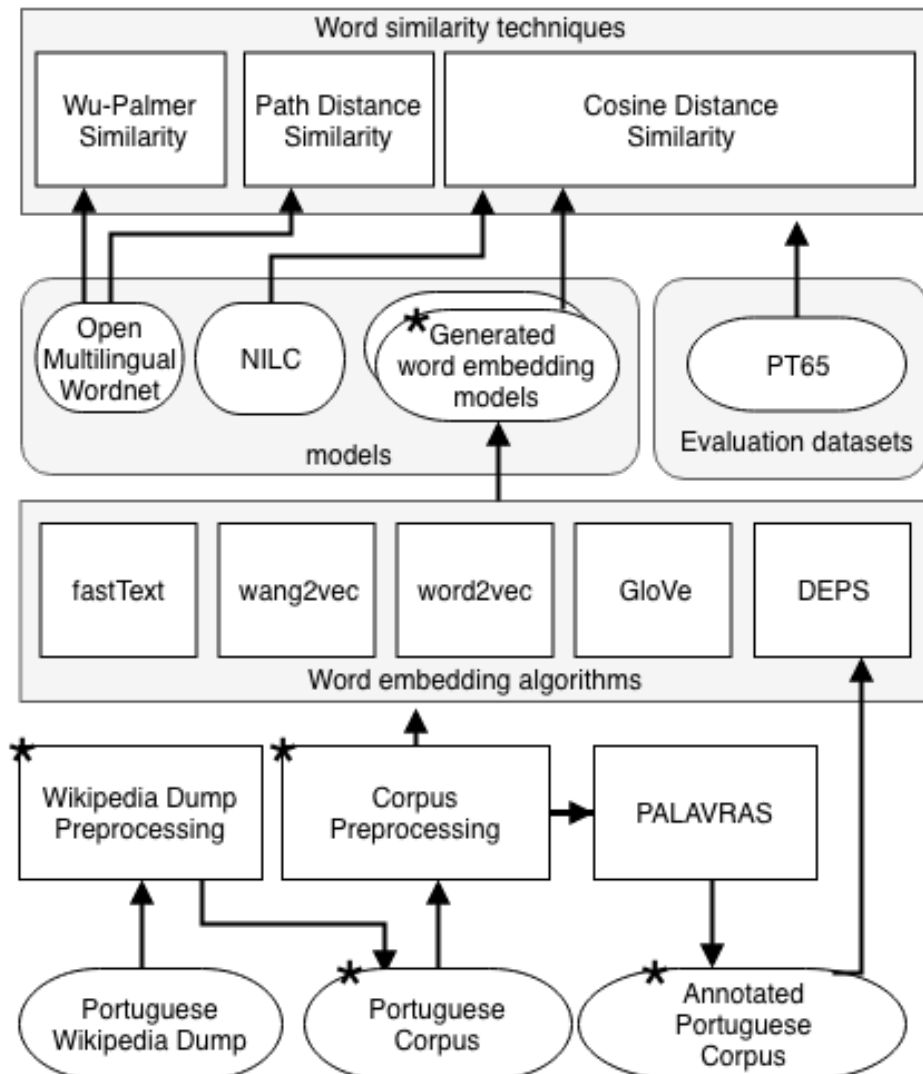 Word similarity techniques
Wu-Palmer
Similarity
Path Distance
Similarity
Cosine Distance
Similarity
Open
Multilingual
Wordnet
NILC
*
Generated
word embedding
models
models
PT65
Evaluation datasets
fastText
wang2vec
word2vec
GloVe
DEPS
Word embedding algorithms
*
Wikipedia Dump
Preprocessing
*
Corpus
Preprocessing
PALAVRAS
Portuguese
Wikipedia Dump
*
Portuguese
Corpus
*
Annotated
Portuguese
Corpus